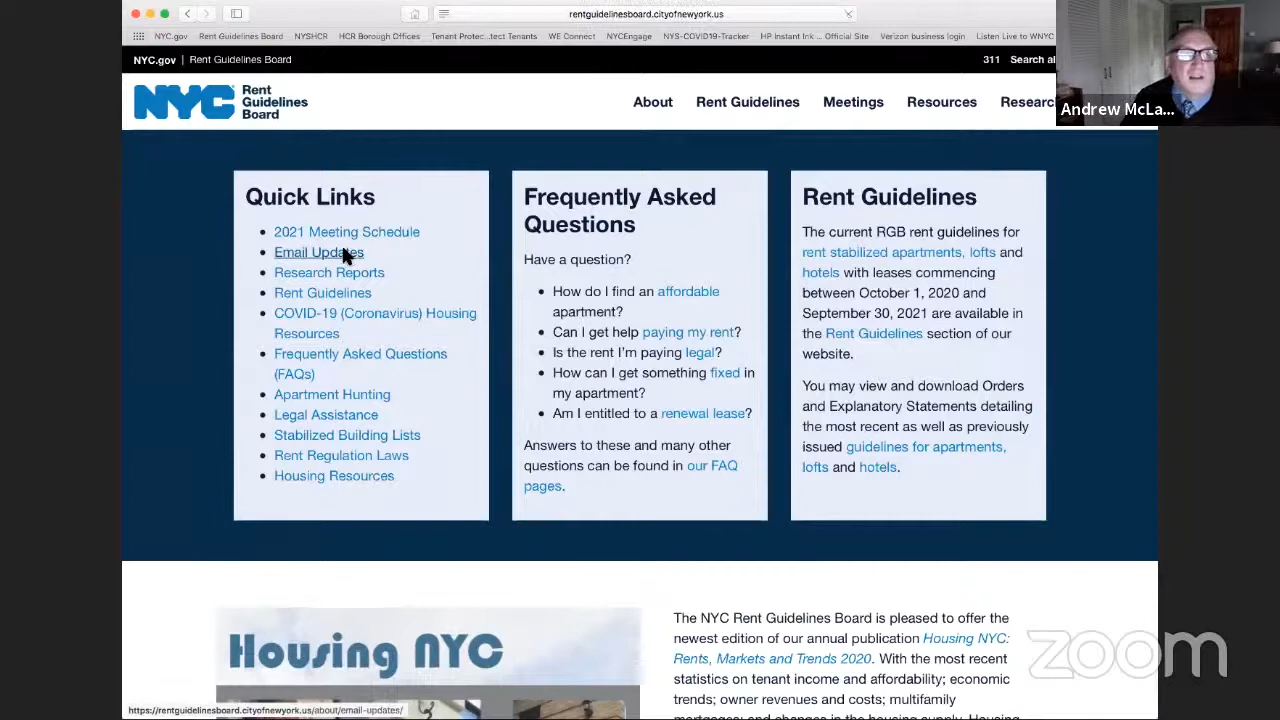 rentguidelinesboard.cityofnewyork.us
NYC.gov Rent Guidelines Board NYSHCR HCR Borough Offices Tenant Protec...tect Tenants WE Connect NYCEngage NYS-COVID19-Tracker HP Instant Ink ... Official Site Verizon business login Listen Live to WNYC
NYC.gov | Rent Guidelines Board
311 Search al
NYC Rent
Guidelines
Board
About Rent Guidelines Meetings Resources Researc
Andrew McLa...
Quick Links
2021 Meeting Schedule
Email Updates
Research Reports
Rent Guidelines
COVID-19 (Coronavirus) Housing
Resources
Frequently Asked Questions
(FAQs)
Apartment Hunting
Legal Assistance
Stabilized Building Lists
Rent Regulation Laws
Housing Resources
Frequently Asked
Questions
Have a question?
How do I find an affordable
apartment?
Can I get help paying my rent?
Is the rent I'm paying legal?
How can I get something fixed in
my apartment?
Am I entitled to a renewal lease?
Answers to these and many other
questions can be found in our FAQ
pages.
Rent Guidelines
The current RGB rent guidelines for
rent stabilized apartments, lofts and
hotels with leases commencing
between October 1, 2020 and
September 30, 2021 are available in
the Rent Guidelines section of our
website.
You may view and download Orders
and Explanatory Statements detailing
the most recent as well as previously
issued guidelines for apartments,
lofts and hotels.
Housing NYC
The NYC Rent Guidelines Board is pleased to offer the
newest edition of our annual publication Housing NYC:
Rents, Markets and Trends 2020. With the most recent
statistics on tenant income and affordability; economic
trends; owner revenues and costs; multifamily
mortgages; and changes in the housing supply, Housing
zoom
https://rentguidelinesboard.cityofnewyork.us/about/email-updates/